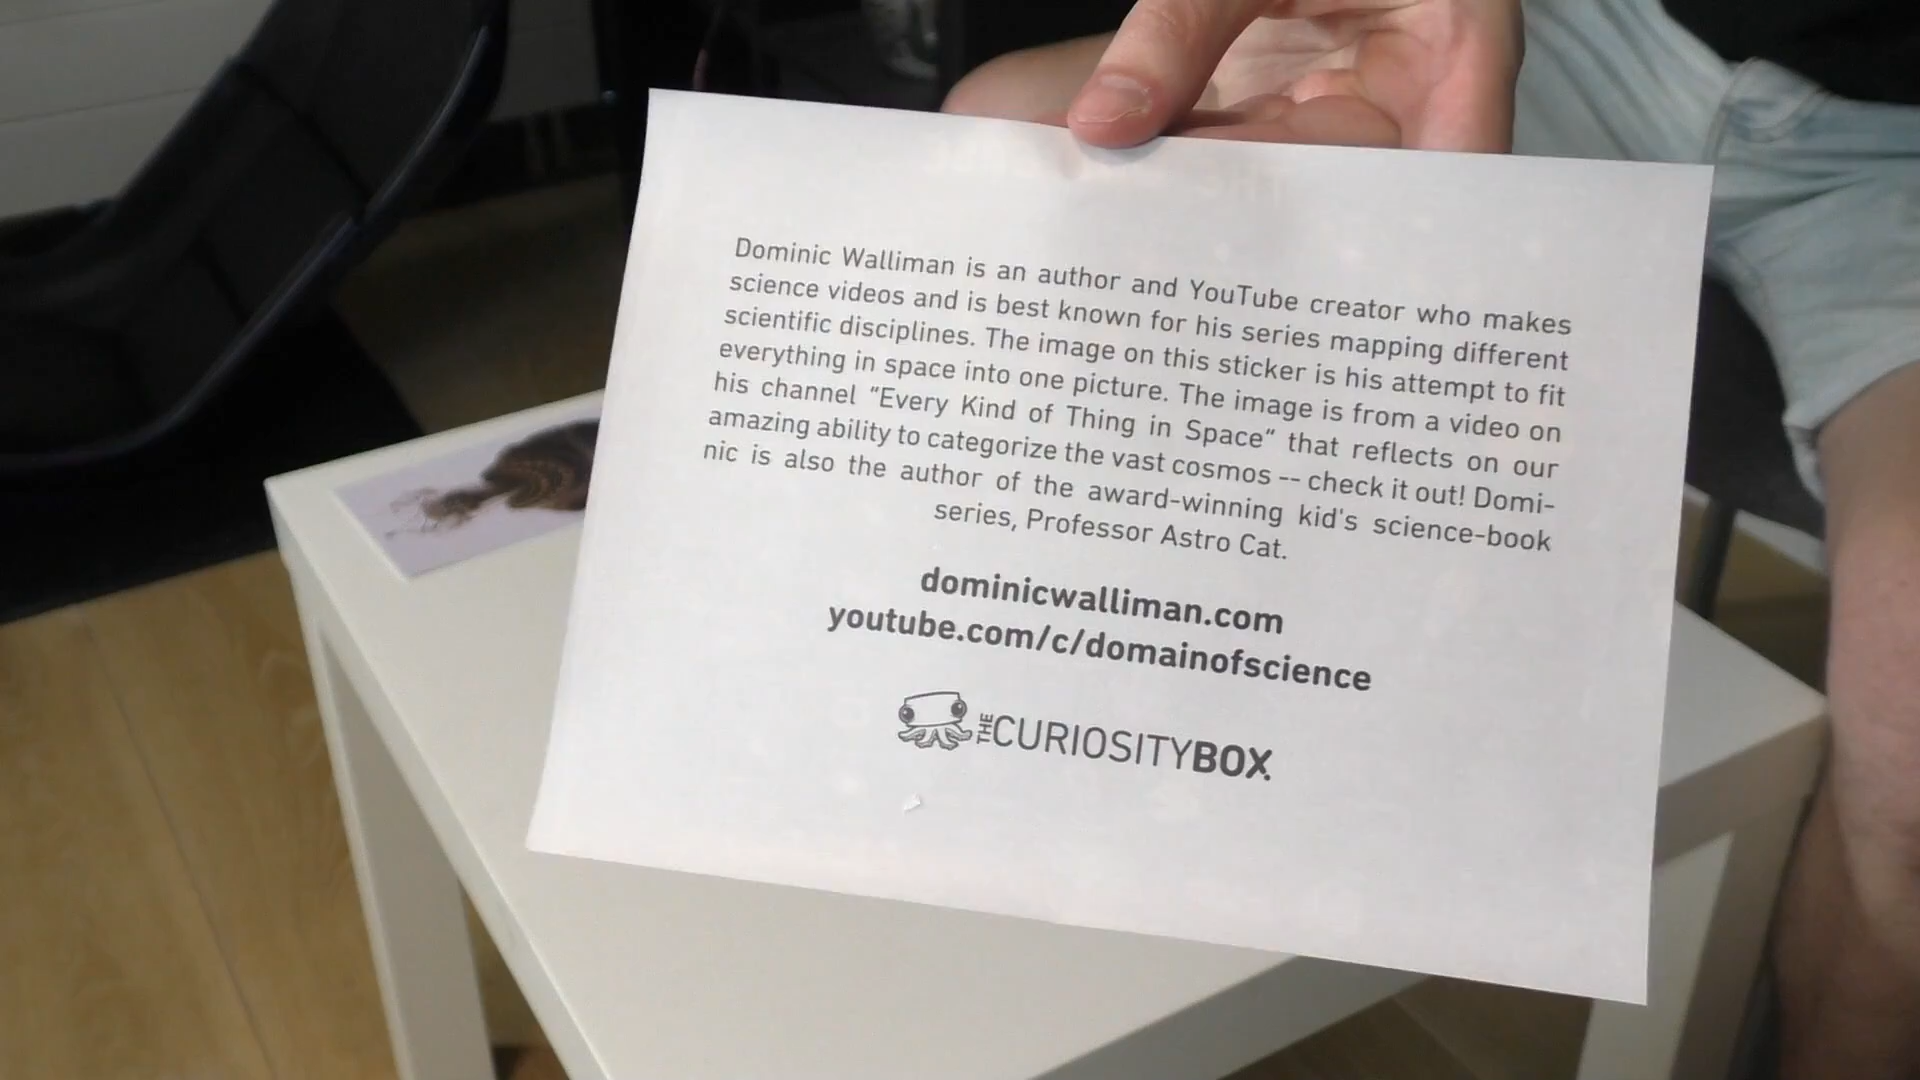 Dominic Walliman is an author and YouTube creator who makes
science videos and is best known for his series mapping different
scientific disciplines. The image on this sticker is his attempt to fit
everything in space into one picture. The image is from a video on
his channel “Every Kind of Thing in Space” that reflects on our
amazing ability to categorize the vast cosmos -- check it out! Domi-
nic is also the author of the award-winning kid's science-book
series, Professor Astro Cat.
dominicwalliman.com
youtube.com/c/domainofscience
THE CURIOSITYBOX